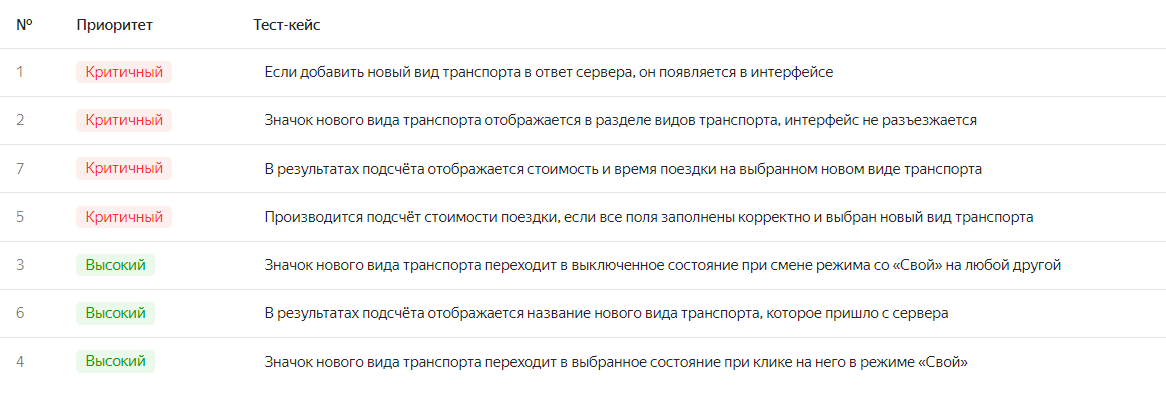 № Приоритет Тест-кейс
1 Критичный Если добавить новый вид транспорта в ответ сервера, он появляется в интерфейсе
2 Критичный Значок нового вида транспорта отображается в разделе видов транспорта, интерфейс не разъезжается
7 Критичный В результатах подсчёта отображается стоимость и время поездки на выбранном новом виде транспорта
5 Критичный Производится подсчёт стоимости поездки, если все поля заполнены корректно и выбран новый вид транспорта
3 Высокий Значок нового вида транспорта переходит в выключенное состояние при смене режима со «Свой» на любой другой
6 Высокий В результатах подсчёта отображается название нового вида транспорта, которое пришло с сервера
4 Высокий Значок нового вида транспорта переходит в выбранное состояние при клике на него в режиме «Свой»